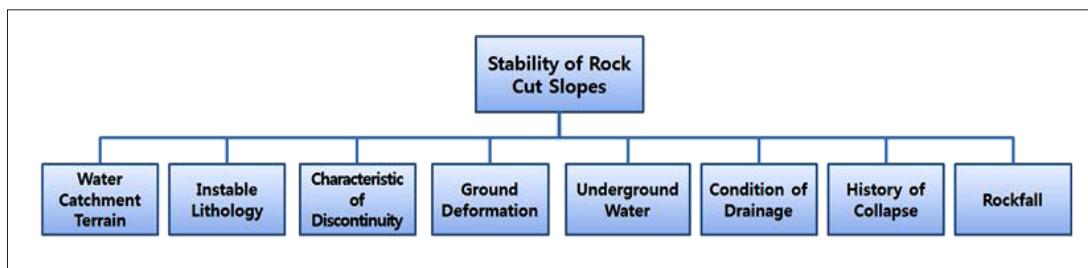 Stability of Rock
Cut Slopes
Water
Catchment
Terrain
Instable
Lithology
Characteristic
of
Discontinuity
Ground
Deformation
Underground
Water
Condition of
Drainage
History of
Collapse
Rockfall